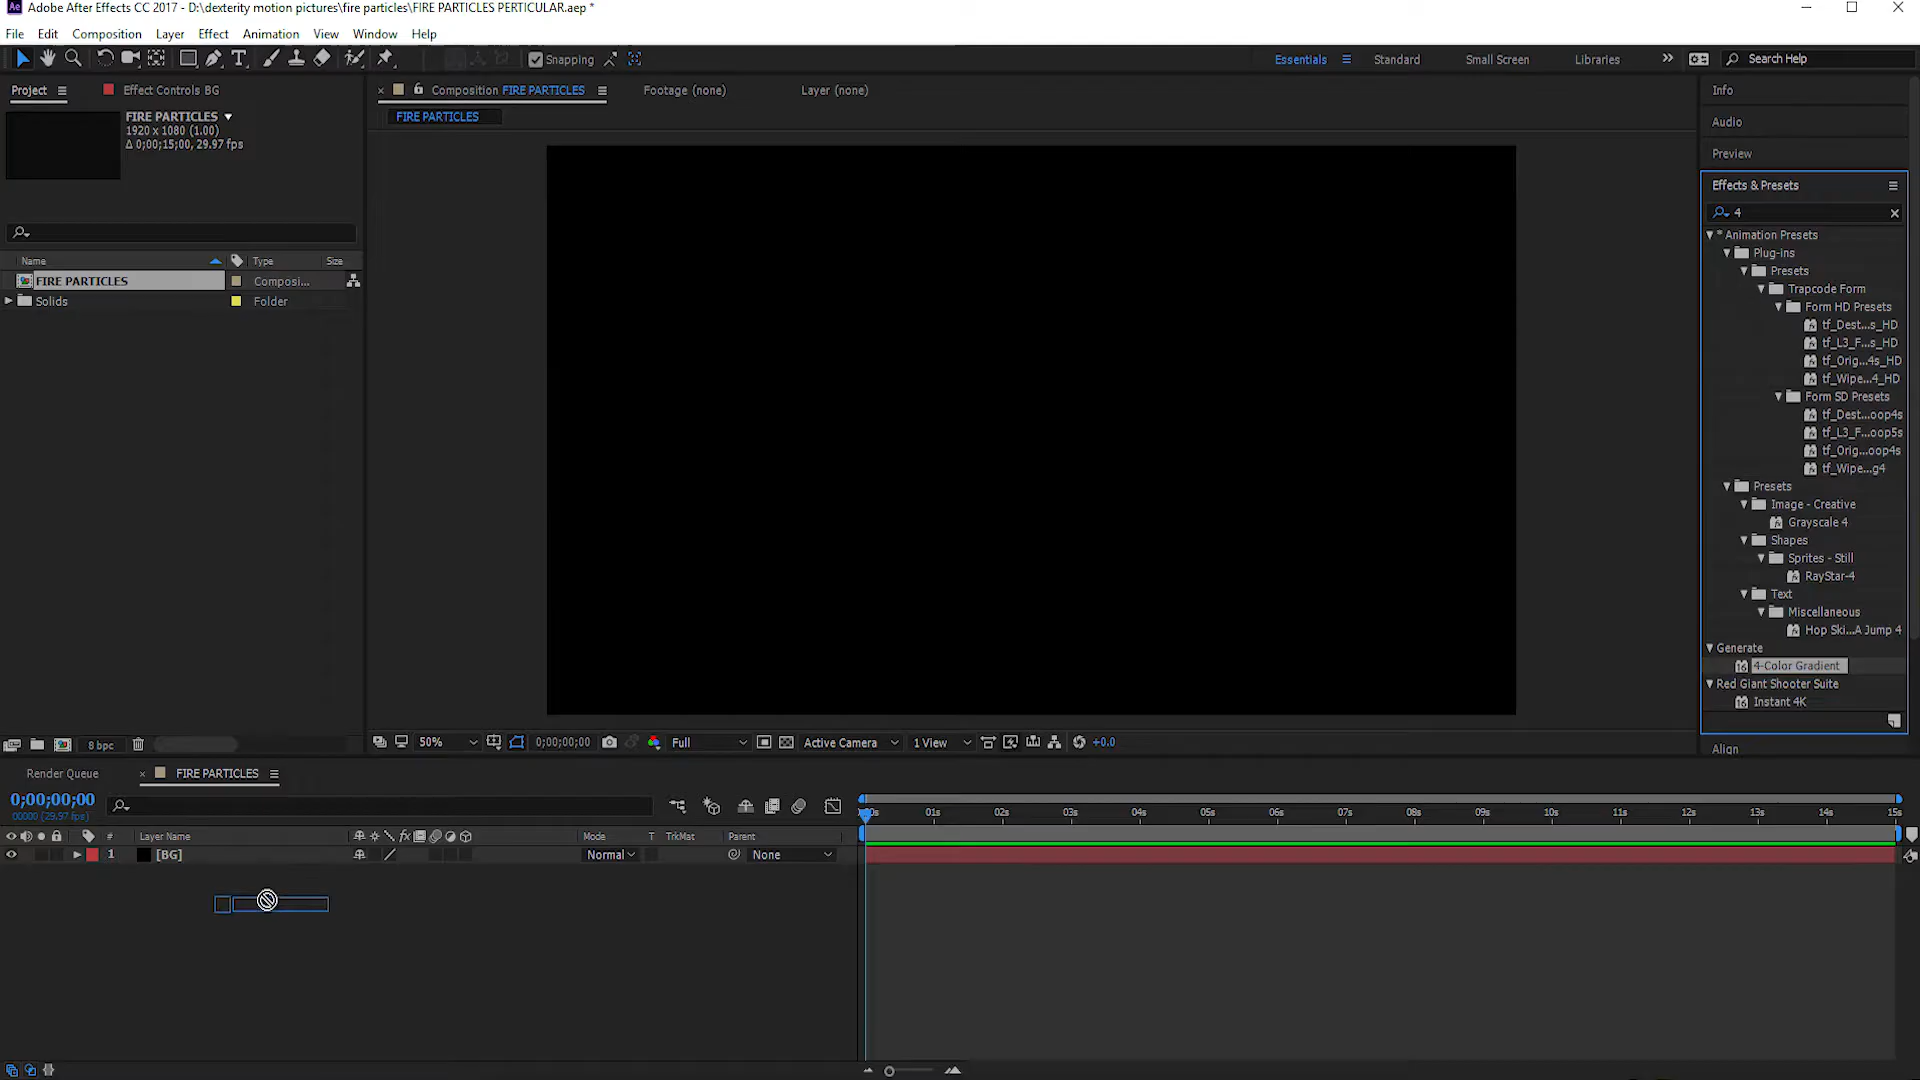 Adobe After Effects CC 2017 - D:\dexterity motion pictures\fire particles\FIRE PARTICLES PERTICULAR.aep *
File Edit Composition Layer Effect Animation View Window Help
Snapping
Essentials Standard Small Screen Libraries Search Help
Project Effect Controls BG
Composition FIRE PARTICLES Footage (none) Layer (none)
FIRE PARTICLES
FIRE PARTICLES
1920 x 1080 (1.00)
Δ 0;00;15;00, 29.97 fps
Name Type Size
FIRE PARTICLES Composi...
Solids Folder
8 bpc
50% 0;00;00;00 Full Active Camera 1 View +0.0
Info
Audio
Preview
Effects & Presets
4
* Animation Presets
Plug-ins
Presets
Trapcode Form
Form HD Presets
tf_Dest...s_HD
tf_L3_F...s_HD
tf_Orig...4s_HD
tf_Wipe...4_HD
Form SD Presets
tf_Dest...oop4s
tf_L3_F...oop5s
tf_Orig...oop4s
tf_Wipe...g4
Presets
Image - Creative
Grayscale 4
Shapes
Sprites - Still
RayStar-4
Text
Miscellaneous
Hop Ski...A Jump 4
Generate
4-Color Gradient
Red Giant Shooter Suite
Instant 4K
Align
Render Queue FIRE PARTICLES
0;00;00;00
00000 (29.97 fps)
01s 02s 03s 04s 05s 06s 07s 08s 09s 10s 11s 12s 13s 14s 15s
# Layer Name Mode T TrkMat Parent
1 [BG] Normal None